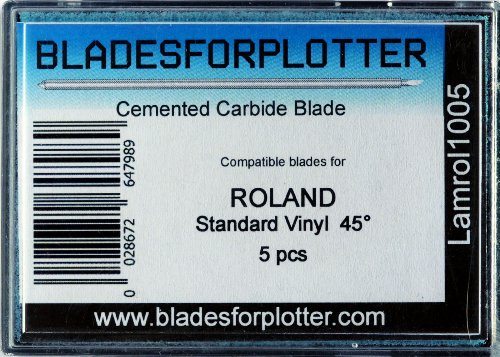 BLADESFORPLOTTER
Cemented Carbide Blade
Compatible blades for
ROLAND
Standard Vinyl 45°
5 pcs
0 028672 647989
Lamrol1005
www.bladesforplotter.com